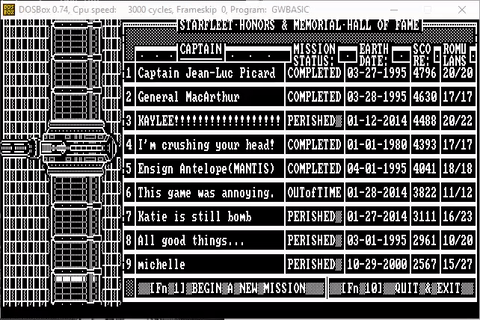 DOSBox 0.74, Cpu speed: 3000 cycles, Frameskip 0, Program: GWBASIC
STARFLEET HONORS & MEMORIAL HALL OF FAME
CAPTAIN MISSION STATUS: EARTH DATE: SCORE: ROMULANS
1 Captain Jean-Luc Picard COMPLETED 03-27-1995 4796 20/20
2 General MacArthur COMPLETED 03-28-1995 4630 17/17
3 KAYLEE!!!!!!!!!!!!!!!!! PERISHED 01-12-2014 4488 20/22
4 I'm crushing your head! COMPLETED 01-01-1980 4393 17/17
5 Ensign Antelope(MANTIS) COMPLETED 04-01-1995 4041 18/18
6 This game was annoying. OUTofTIME 01-28-2014 3822 11/12
7 Katie is still bomb PERISHED 01-27-2014 3111 16/23
8 All good things... PERISHED 03-01-1995 2961 10/20
9 michelle PERISHED 10-29-2000 2567 15/27
[Fn 1] BEGIN A NEW MISSION [Fn 10] QUIT & EXIT